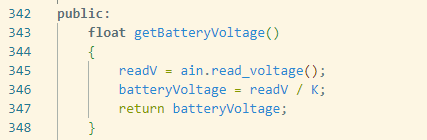 342 public:
343 float getBatteryVoltage()
344 {
345 readV = ain.read_voltage();
346 batteryVoltage = readV / K;
347 return batteryVoltage;
348 }